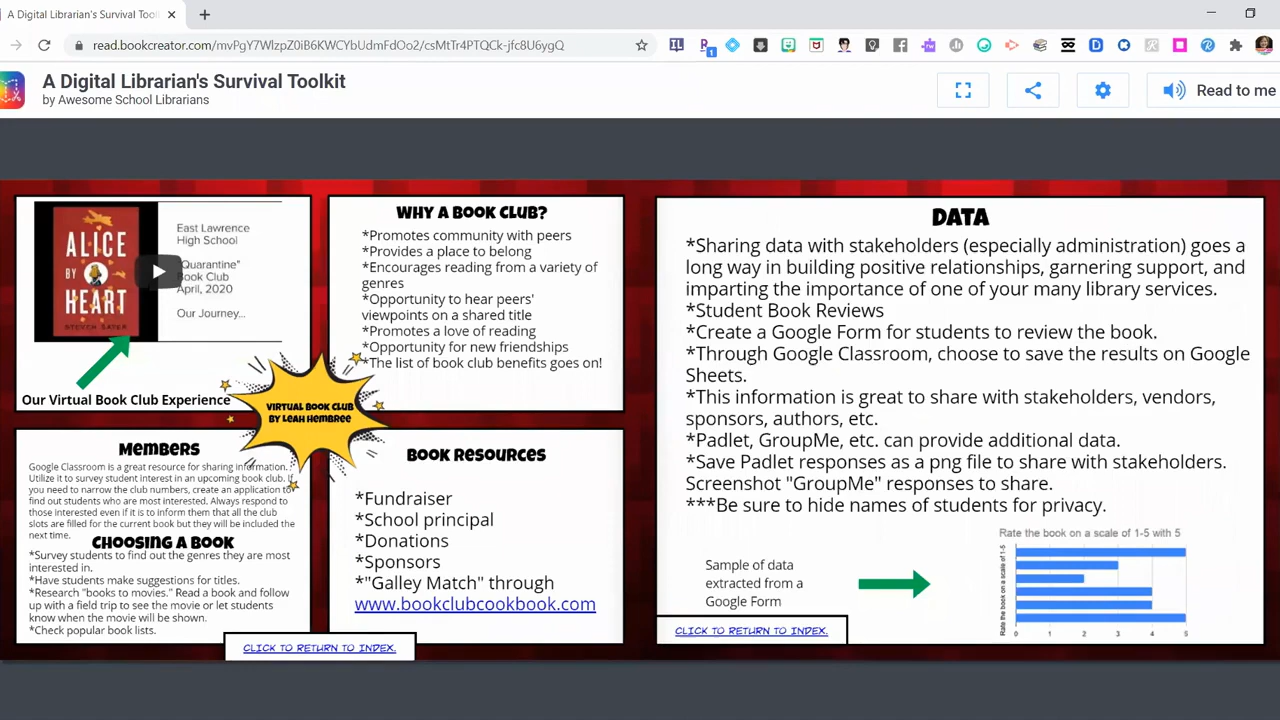 A Digital Librarian's Survival Tool
read.bookcreator.com/mvPgY7WlzpZ0iB6KWCYbUdmFdOo2/csMtTr4PTQCk-jfc8U6ygQ
A Digital Librarian's Survival Toolkit
by Awesome School Librarians
Read to me
ALICE
BY
HEART
STEVEN SATER
East Lawrence
High School
"Quarantine"
Book Club
April, 2020
Our Journey...
Our Virtual Book Club Experience
WHY A BOOK CLUB?
*Promotes community with peers
*Provides a place to belong
*Encourages reading from a variety of
genres
*Opportunity to hear peers'
viewpoints on a shared title
*Promotes a love of reading
*Opportunity for new friendships
*The list of book club benefits goes on!
VIRTUAL BOOK CLUB
BY LEAH HEMBREE
MEMBERS
Google Classroom is a great resource for sharing information.
Utilize it to survey student interest in an upcoming book club. If
you need to narrow the club numbers, create an application to
find out students who are most interested. Always respond to
those interested even if it is to inform them that all the club
slots are filled for the current book but they will be included the
next time.
CHOOSING A BOOK
*Survey students to find out the genres they are most
interested in.
*Have students make suggestions for titles.
*Research "books to movies." Read a book and follow
up with a field trip to see the movie or let students
know when the movie will be shown.
*Check popular book lists.
BOOK RESOURCES
*Fundraiser
*School principal
*Donations
*Sponsors
*"Galley Match" through
www.bookclubcookbook.com
CLICK TO RETURN TO INDEX.
DATA
*Sharing data with stakeholders (especially administration) goes a
long way in building positive relationships, garnering support, and
imparting the importance of one of your many library services.
*Student Book Reviews
*Create a Google Form for students to review the book.
*Through Google Classroom, choose to save the results on Google
Sheets.
*This information is great to share with stakeholders, vendors,
sponsors, authors, etc.
*Padlet, GroupMe, etc. can provide additional data.
*Save Padlet responses as a png file to share with stakeholders.
Screenshot "GroupMe" responses to share.
***Be sure to hide names of students for privacy.
Sample of data
extracted from a
Google Form
Rate the book on a scale of 1-5 with 5
Rate the book on a scale of 1-5
0 1 2 3 4 5
CLICK TO RETURN TO INDEX.